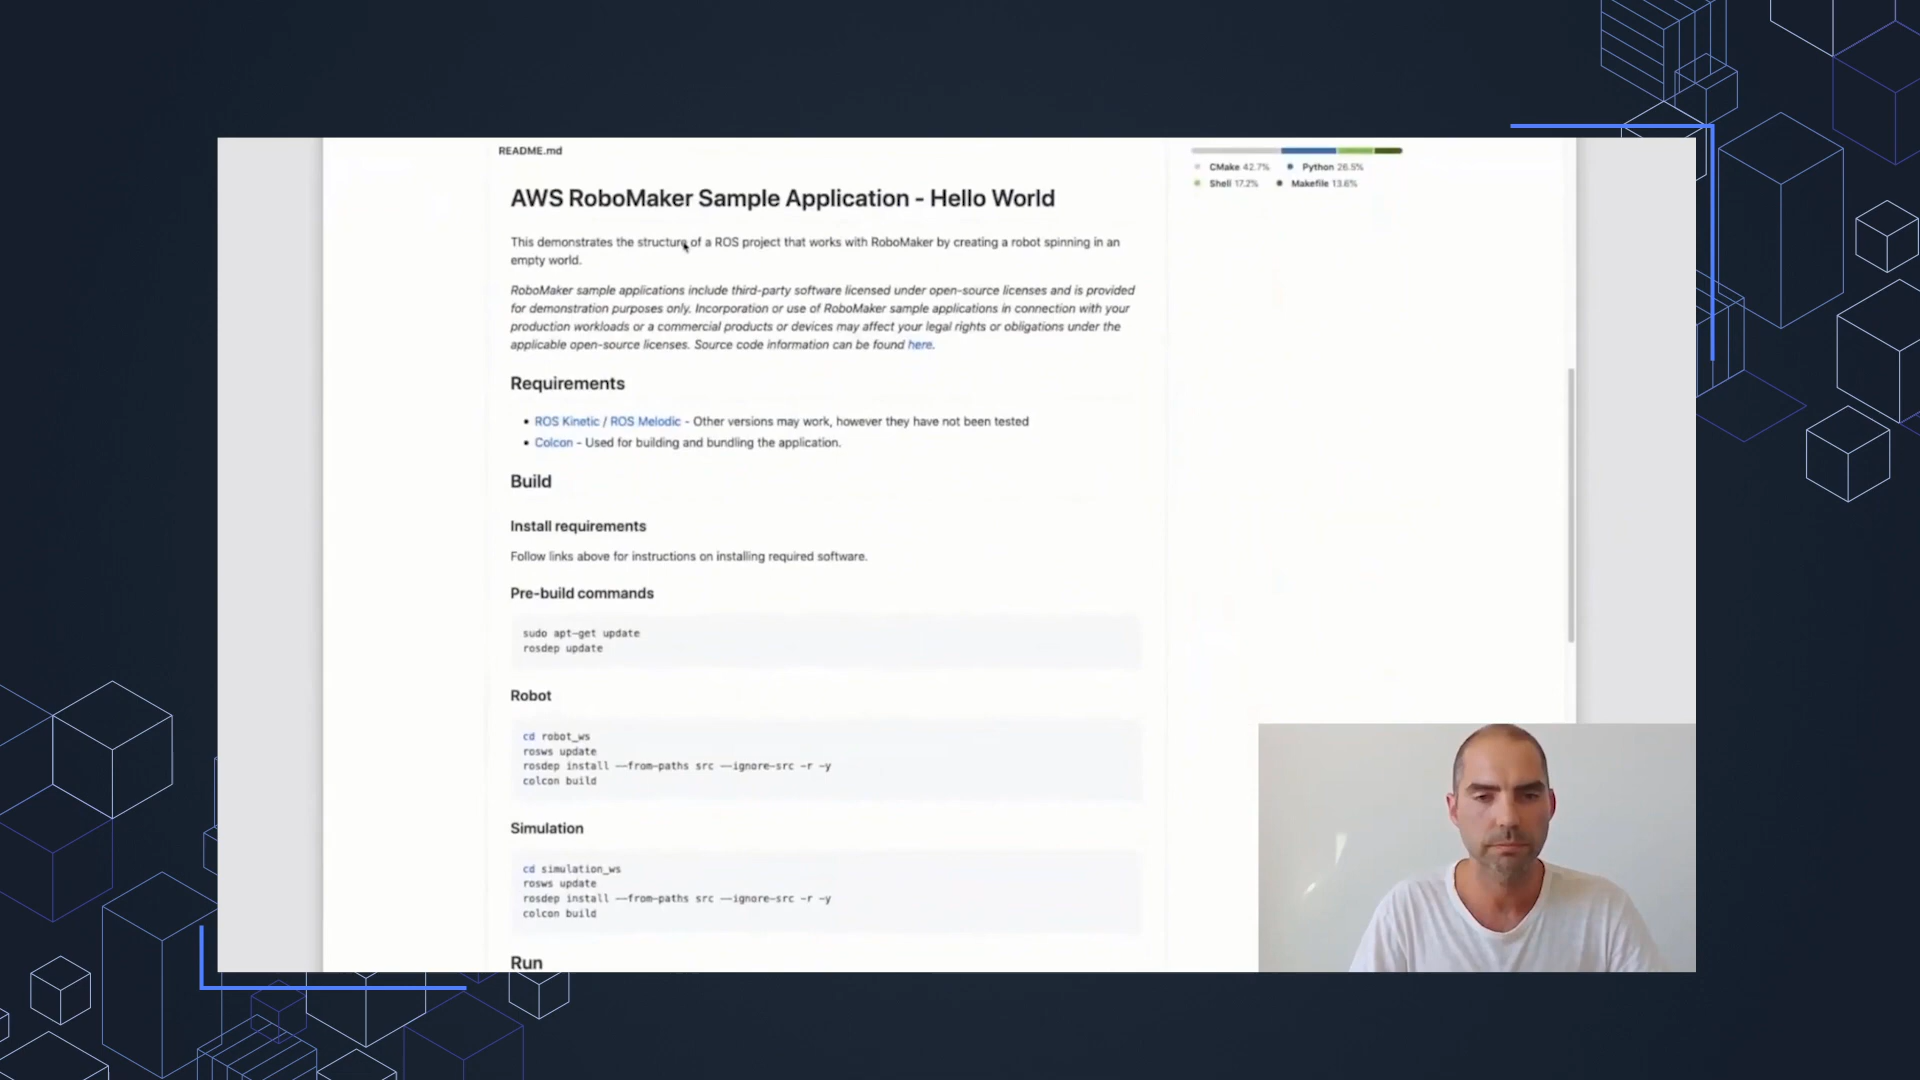 README.md
CMake 42.7% Python 26.5%
Shell 17.2% Makefile 13.6%
AWS RoboMaker Sample Application - Hello World
This demonstrates the structure of a ROS project that works with RoboMaker by creating a robot spinning in an
empty world.
RoboMaker sample applications include third-party software licensed under open-source licenses and is provided
for demonstration purposes only. Incorporation or use of RoboMaker sample applications in connection with your
production workloads or a commercial products or devices may affect your legal rights or obligations under the
applicable open-source licenses. Source code information can be found here.
Requirements
• ROS Kinetic / ROS Melodic - Other versions may work, however they have not been tested
• Colcon - Used for building and bundling the application.
Build
Install requirements
Follow links above for instructions on installing required software.
Pre-build commands
sudo apt-get update
rosdep update
Robot
cd robot_ws
rosws update
rosdep install --from-paths src --ignore-src -r -y
colcon build
Simulation
cd simulation_ws
rosws update
rosdep install --from-paths src --ignore-src -r -y
colcon build
Run